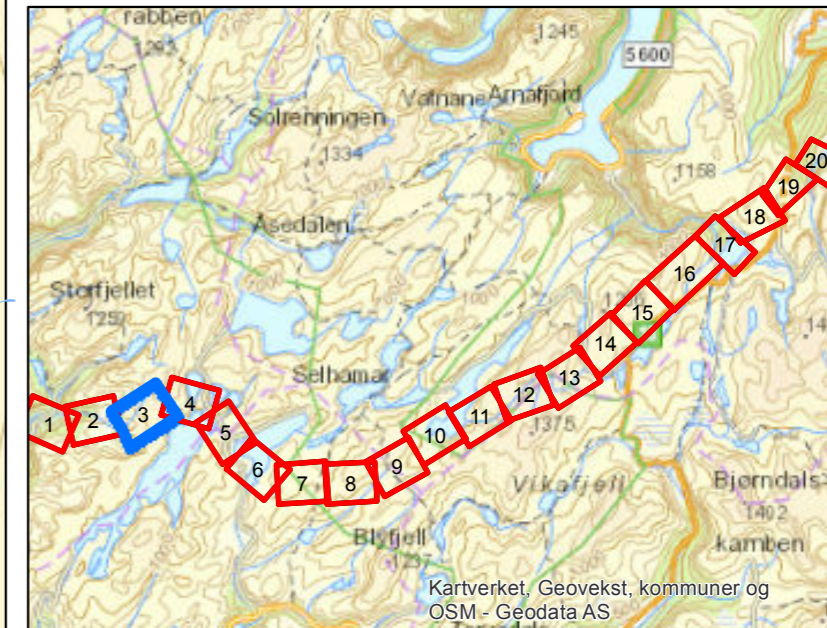 rabben
1293
1245
5600
Vatnane
Arnafjord
Solrenningen
1334
1158
20
19
18
Åsedalen
17
16
Storfjellet
125
15
14
Selhamar
13
4
3
2
1
12
11
1375
5
10
9
6
7
8
Vikafjell
Bjørndals
1402
Blyfjell
1237
kamben
Kartverket, Geovekst, kommuner og
OSM - Geodata AS